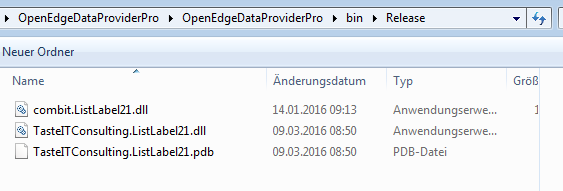 OpenEdgeDataProviderPro OpenEdgeDataProviderPro bin Release
Neuer Ordner
Name Änderungsdatum Typ Größ
combit.ListLabel21.dll 14.01.2016 09:13 Anwendungserwe... 1
TasteITConsulting.ListLabel21.dll 09.03.2016 08:50 Anwendungserwe...
TasteITConsulting.ListLabel21.pdb 09.03.2016 08:50 PDB-Datei